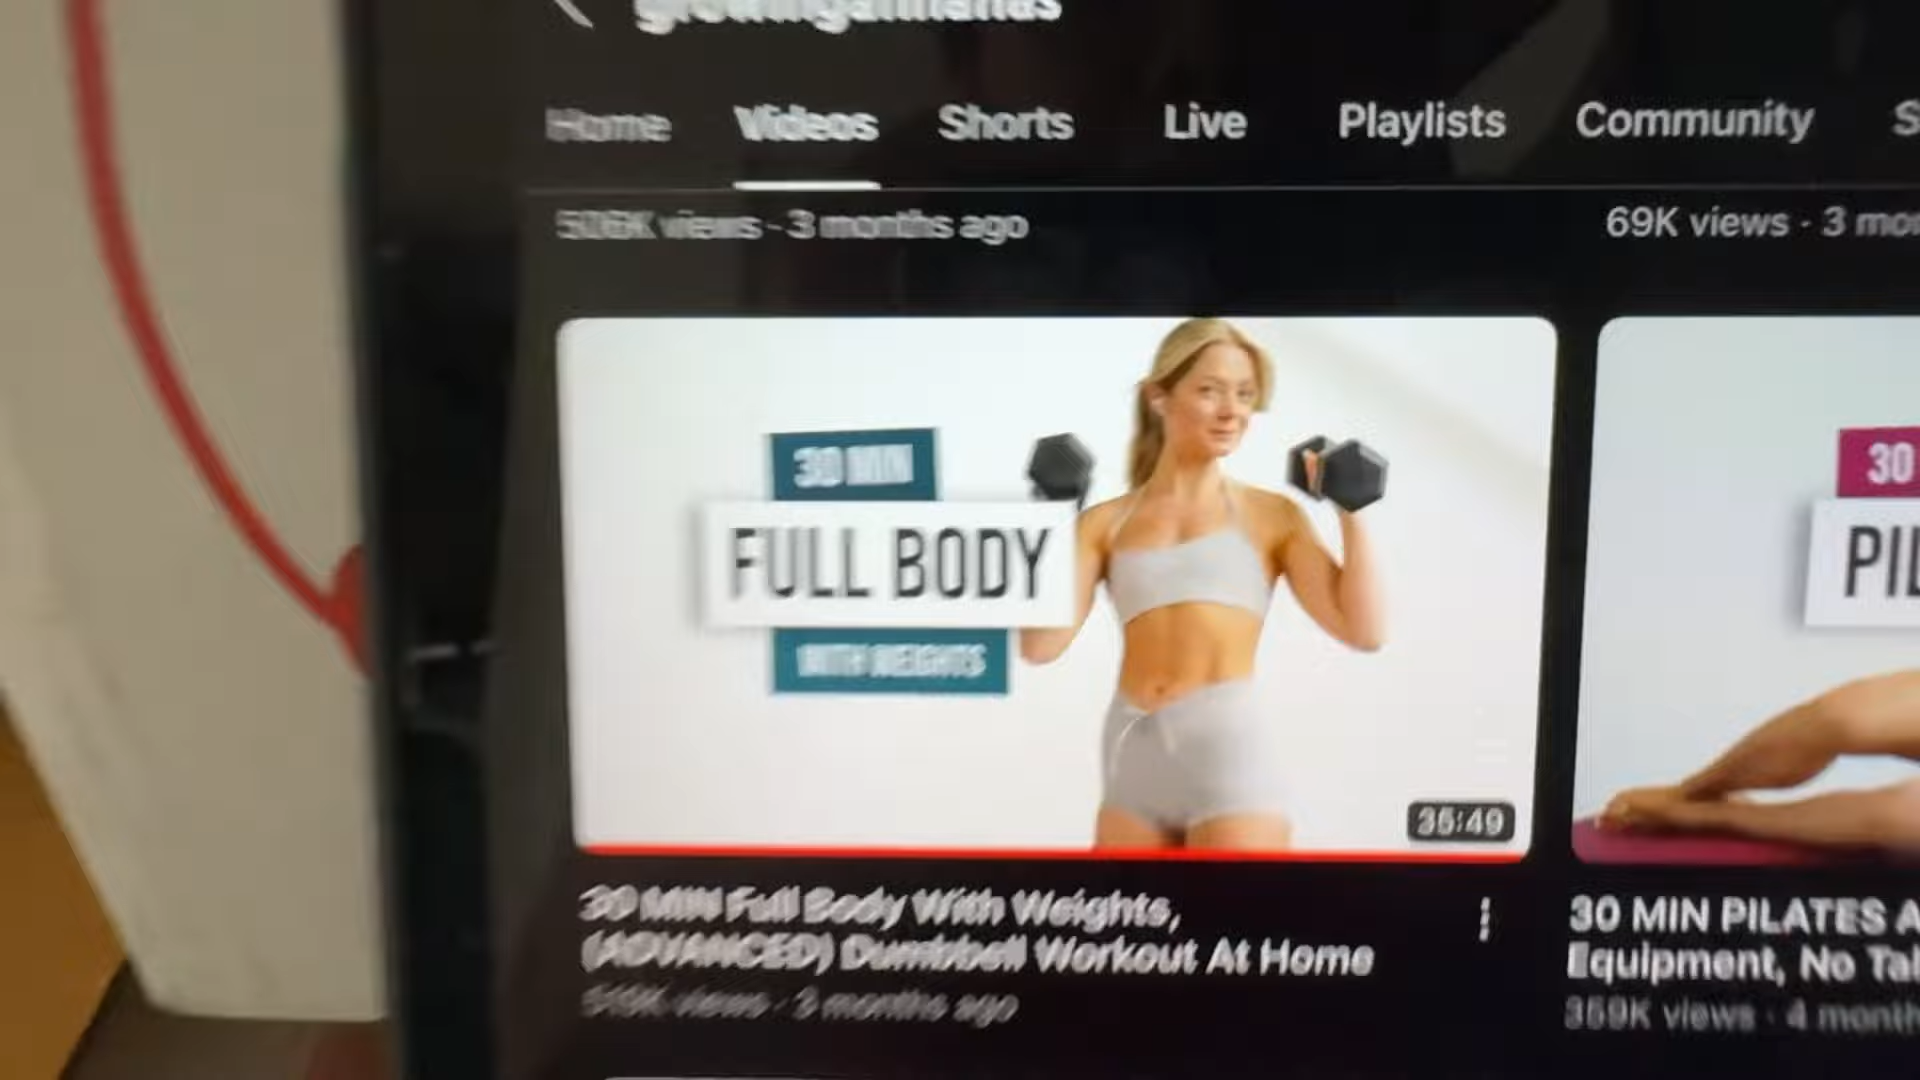 growingannanas
Home Videos Shorts Live Playlists Community
views · 3 months ago
69K views · 3
30 MIN
FULL BODY
WITH WEIGHTS
35:49
30
30 MIN Full Body With Weights,
(ADVANCED) Dumbbell Workout At Home
views · 3 months ago
30 MIN PILATES
Equipment, No
359K views · 4